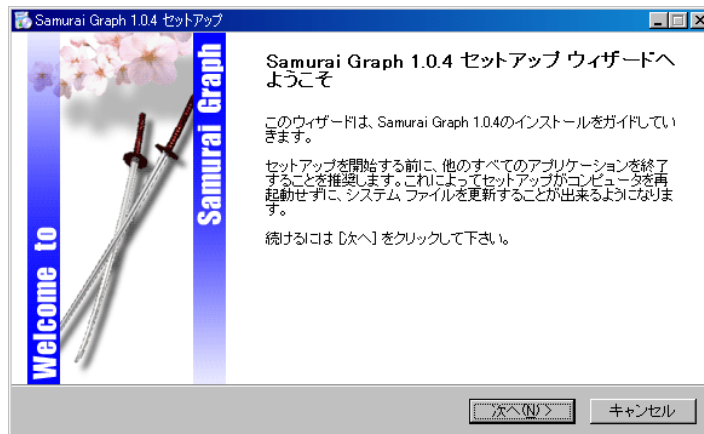 Samurai Graph 1.0.4 セットアップ
Welcome to
Samurai Graph
Samurai Graph 1.0.4 セットアップ ウィザードへ
ようこそ
このウィザードは、Samurai Graph 1.0.4のインストールをガイドしてい
きます。
セットアップを開始する前に、他のすべてのアプリケーションを終了
することを推奨します。これによってセットアップがコンピュータを再
起動せずに、システム ファイルを更新することが出来るようになりま
す。
続けるには [次へ] をクリックして下さい。
次へ(N) >
キャンセル